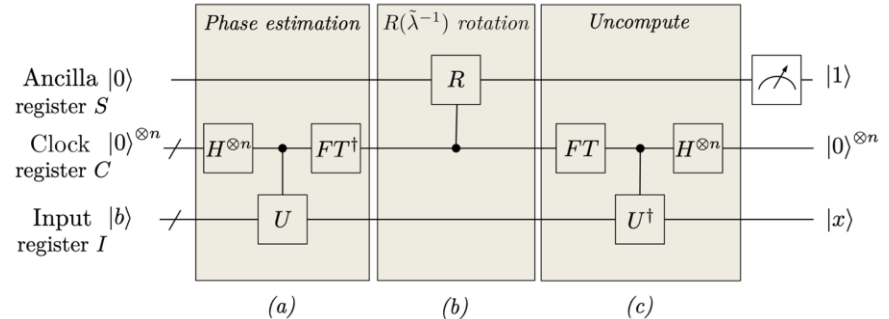 Phase estimation R(λ̃⁻¹) rotation Uncompute
Ancilla |0⟩ R |1⟩
register S
Clock |0⟩⊗n H⊗n FT† FT H⊗n |0⟩⊗n
register C
Input |b⟩ U U† |x⟩
register I
(a) (b) (c)